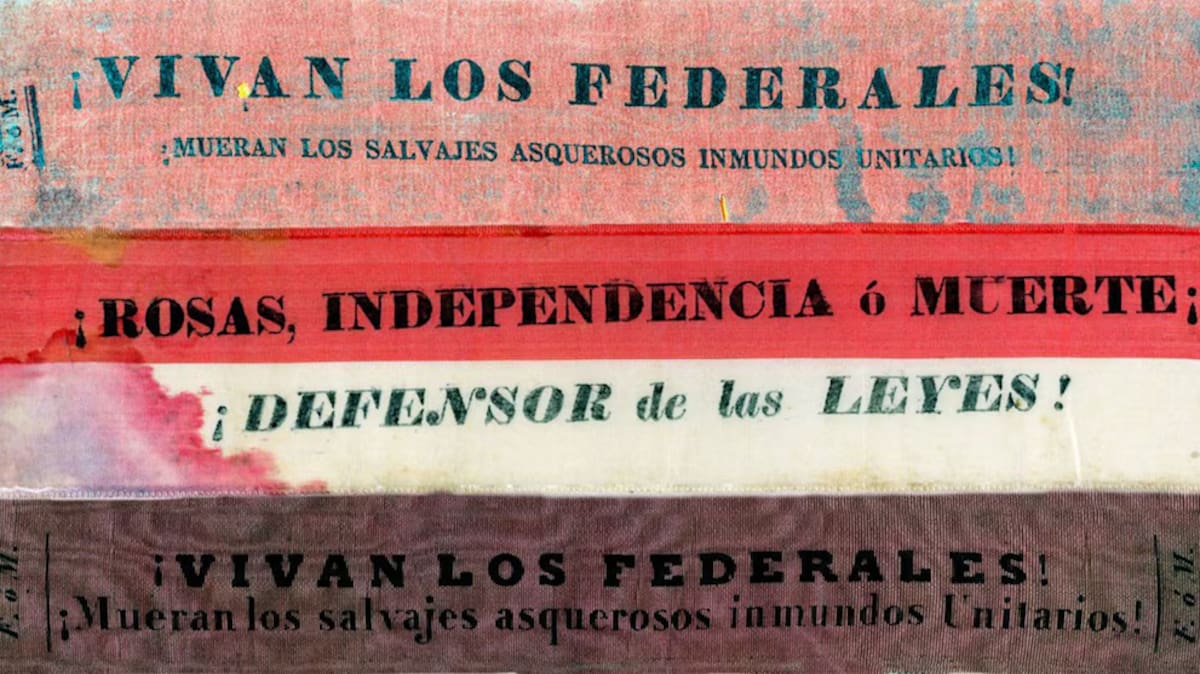 F. ó M.
¡VIVAN LOS FEDERALES!
¡MUERAN LOS SALVAJES ASQUEROSOS INMUNDOS UNITARIOS!
¡ROSAS, INDEPENDENCIA ó MUERTE¡
¡DEFENSOR de las LEYES!
F. ó M.
¡VIVAN LOS FEDERALES!
¡Mueran los salvajes asquerosos inmundos Unitarios!
F. ó M.